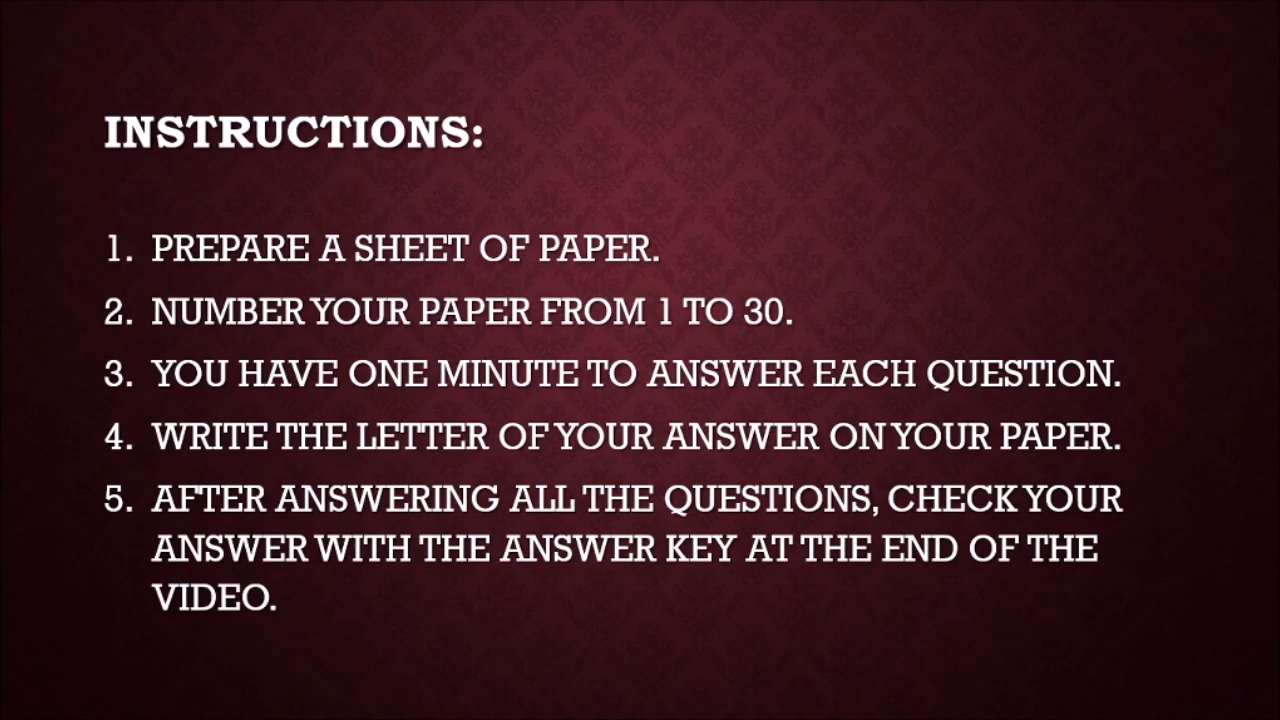 INSTRUCTIONS:
1. PREPARE A SHEET OF PAPER.
2. NUMBER YOUR PAPER FROM 1 TO 30.
3. YOU HAVE ONE MINUTE TO ANSWER EACH QUESTION.
4. WRITE THE LETTER OF YOUR ANSWER ON YOUR PAPER.
5. AFTER ANSWERING ALL THE QUESTIONS, CHECK YOUR
ANSWER WITH THE ANSWER KEY AT THE END OF THE
VIDEO.